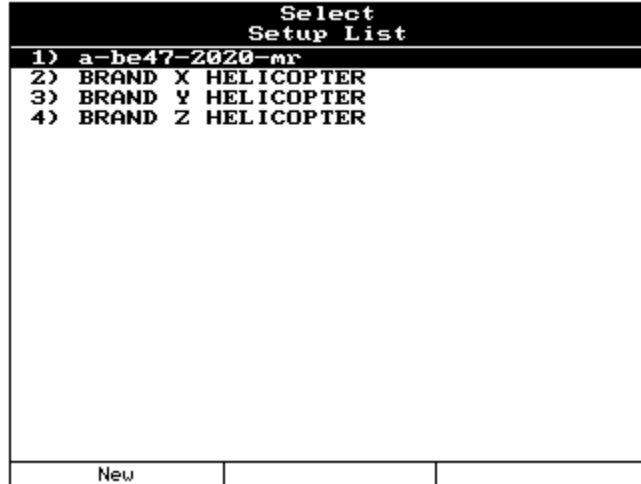 Select
Setup List
1) a-be47-2020-mr
2) BRAND X HELICOPTER
3) BRAND Y HELICOPTER
4) BRAND Z HELICOPTER
New